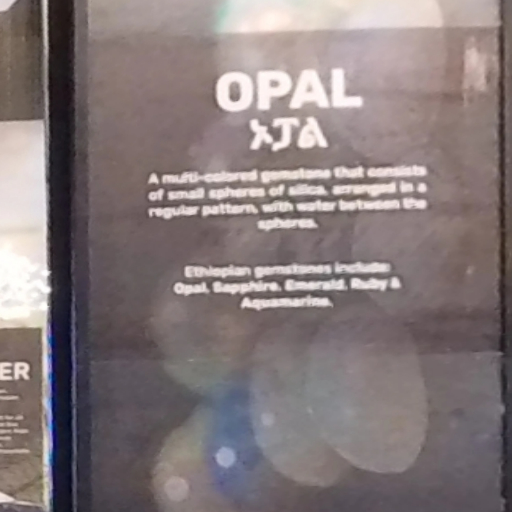 OPAL
ኦፓል
A multi-colored gemstone that consists
of small spheres of silica, arranged in a
regular pattern, with water between the
spheres.
Ethiopian gemstones include:
Opal, Sapphire, Emerald, Ruby &
Aquamarine.
ER